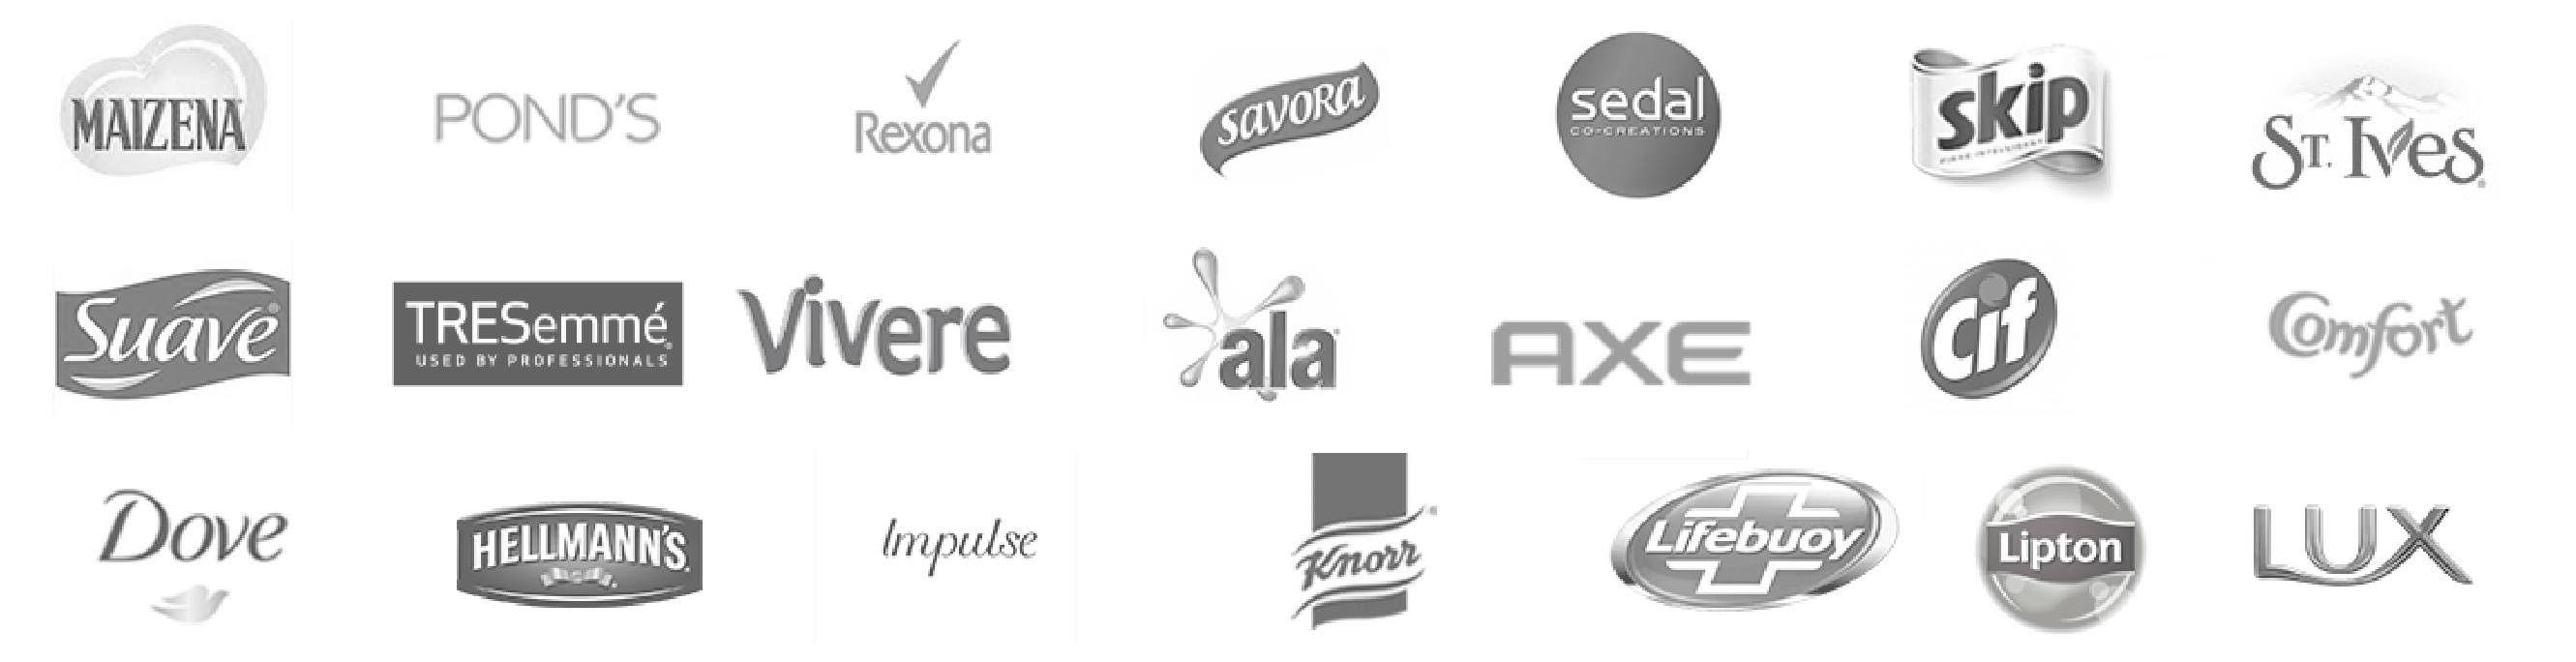 MAIZENA
POND'S
Rexona
savora
sedal
CO-CREATIONS
skip
ST. IVES
Suave
TRESemmé
USED BY PROFESSIONALS
Vivere
ala
AXE
Cif
Comfort
Dove
HELLMANN'S
Impulse
Knorr
Lifebuoy
Lipton
LUX